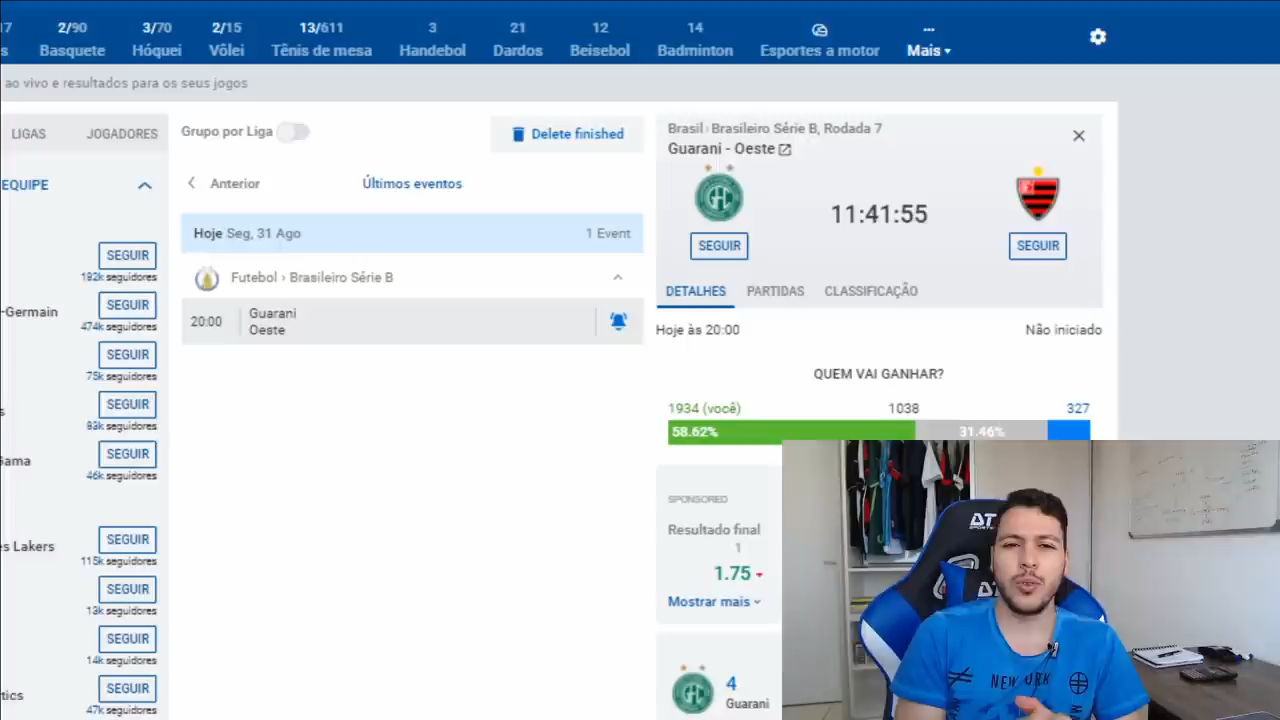 17 2/90 3/70 2/15 13/611 3 21 12 14 ...
s Basquete Hóquei Vôlei Tênis de mesa Handebol Dardos Beisebol Badminton Esportes a motor Mais
ao vivo e resultados para os seus jogos
LIGAS JOGADORES
EQUIPE
SEGUIR
182k seguidores
-Germain SEGUIR
474k seguidores
SEGUIR
75k seguidores
s SEGUIR
83k seguidores
Gama SEGUIR
46k seguidores
es Lakers SEGUIR
115k seguidores
SEGUIR
13k seguidores
SEGUIR
14k seguidores
tics SEGUIR
47k seguidores
Grupo por Liga Delete finished
Anterior Últimos eventos
Hoje Seg, 31 Ago 1 Event
Futebol › Brasileiro Série B
20:00 Guarani
Oeste
Brasil › Brasileiro Série B, Rodada 7
Guarani - Oeste
11:41:55
SEGUIR SEGUIR
DETALHES PARTIDAS CLASSIFICAÇÃO
Hoje às 20:00 Não iniciado
QUEM VAI GANHAR?
1934 (você) 1038 327
58.62% 31.46%
SPONSORED
Resultado final
1
1.75
Mostrar mais
4
Guarani
DT
DT
NEW YORK